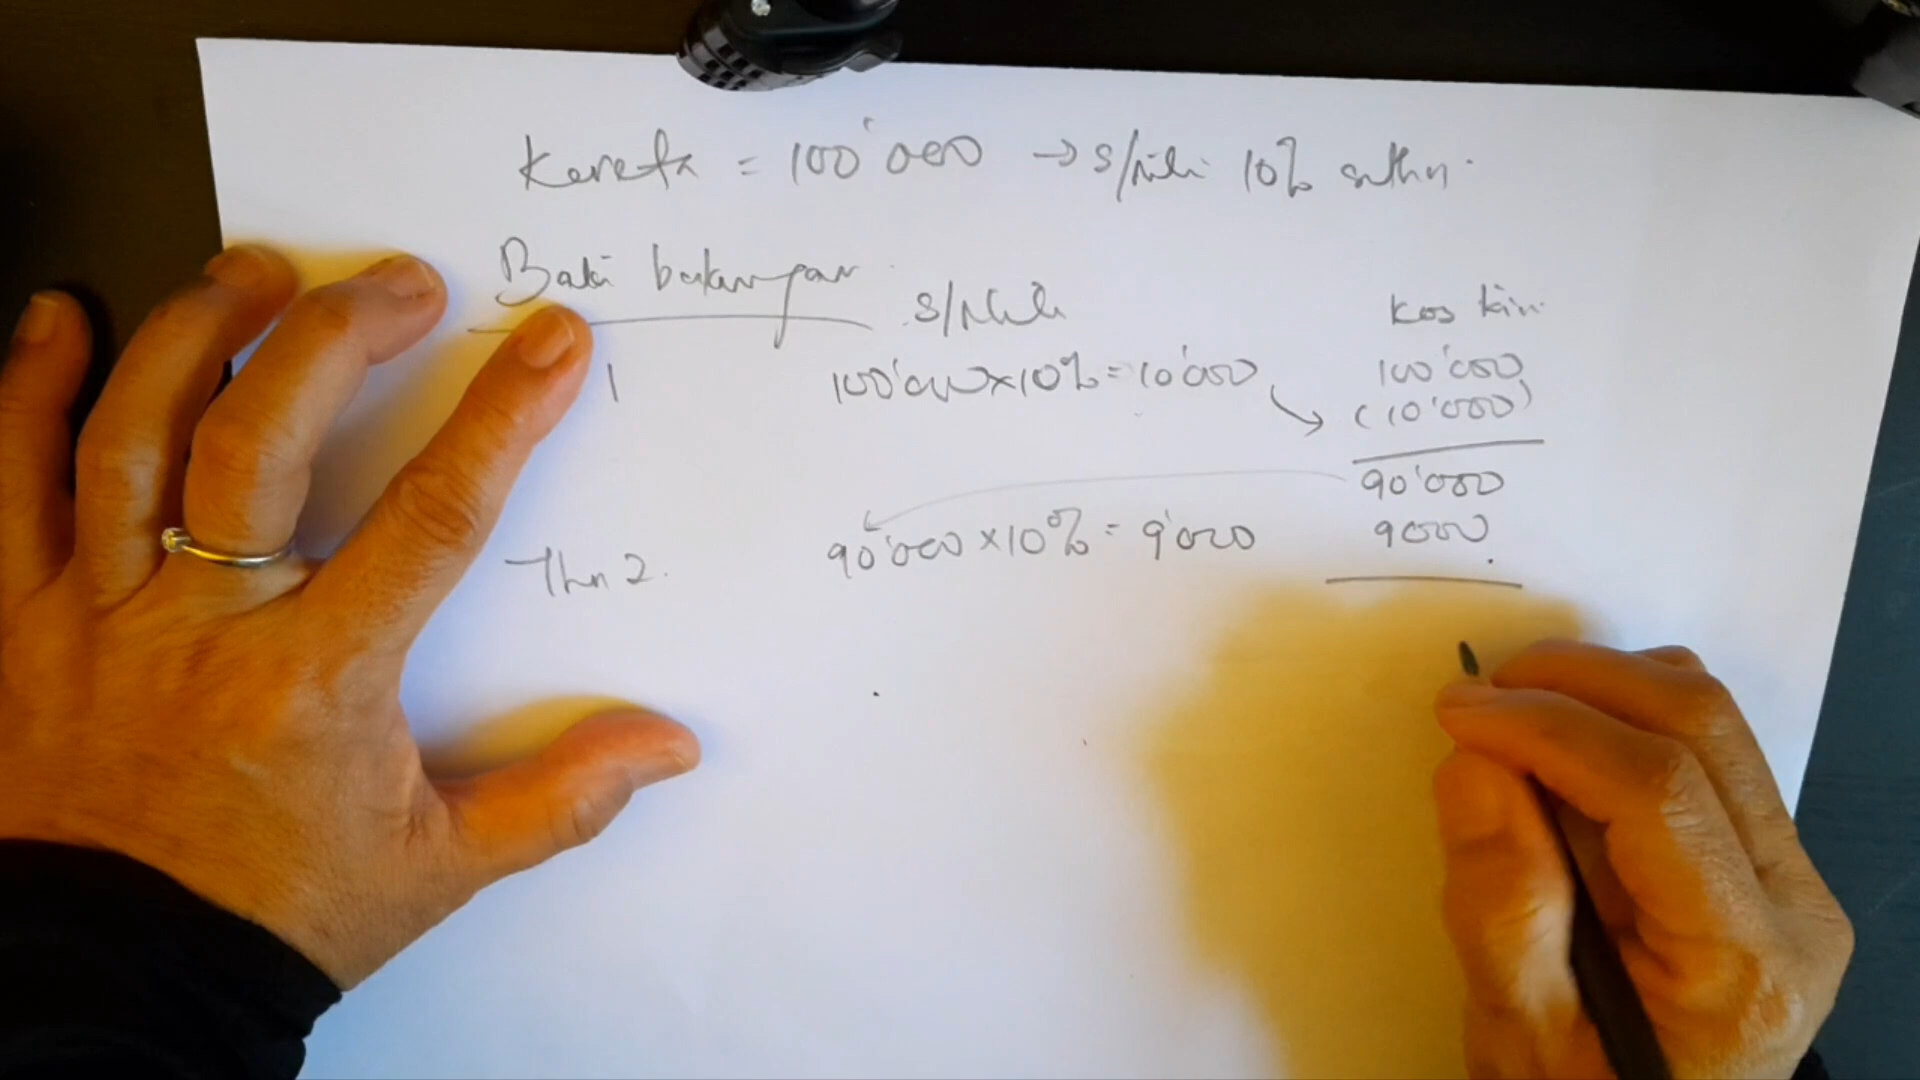 Kereta = 100'000 → s/nilai 10% sethn.
Baki berkurangan
s/nilai
Kos kini
1 100'000 x 10% = 10'000
100'000
(10'000)
90'000
Thn 2. 90'000 x 10% = 9'000
9000